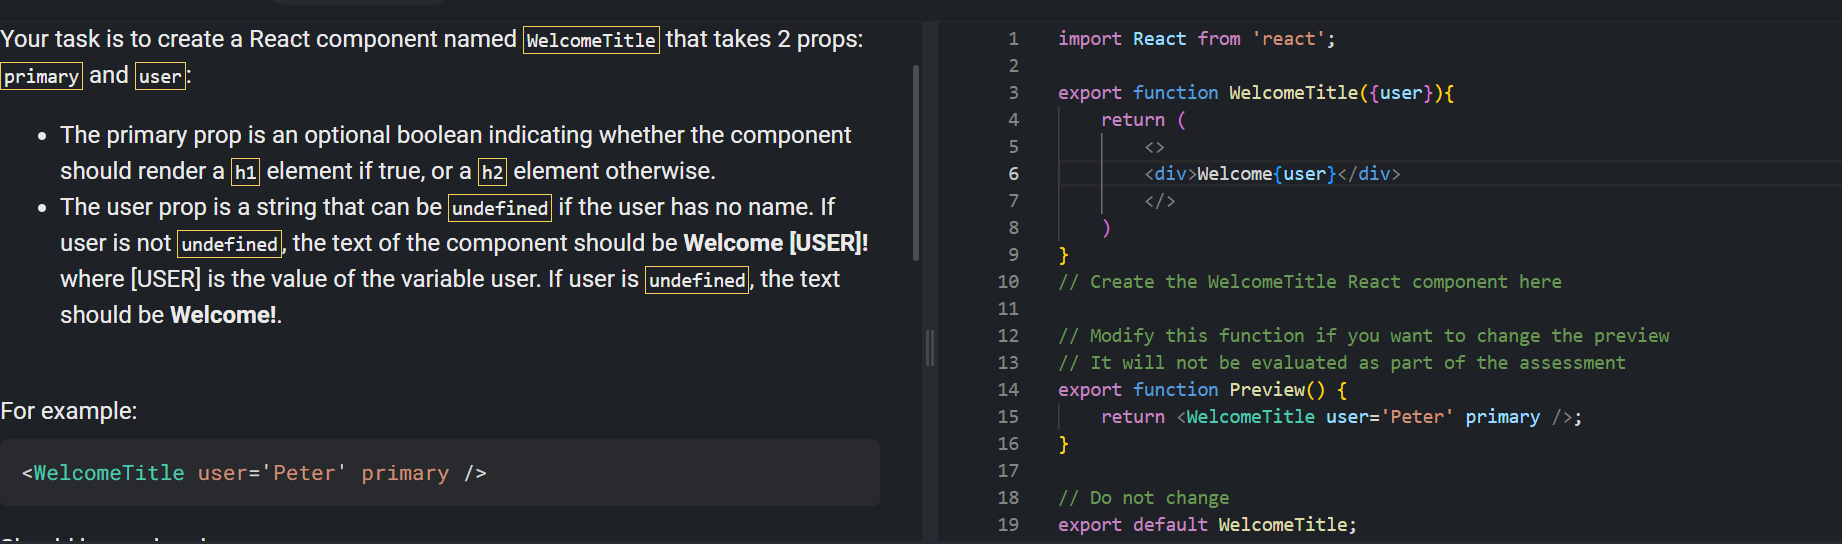 Your task is to create a React component named WelcomeTitle that takes 2 props:
primary and user:
• The primary prop is an optional boolean indicating whether the component
should render a h1 element if true, or a h2 element otherwise.
• The user prop is a string that can be undefined if the user has no name. If
user is not undefined, the text of the component should be Welcome [USER]!
where [USER] is the value of the variable user. If user is undefined, the text
should be Welcome!.
For example:
<WelcomeTitle user='Peter' primary />
1 import React from 'react';
2
3 export function WelcomeTitle({user}){
4 return (
5 <>
6 <div>Welcome{user}</div>
7 </>
8 )
9 }
10 // Create the WelcomeTitle React component here
11
12 // Modify this function if you want to change the preview
13 // It will not be evaluated as part of the assessment
14 export function Preview() {
15 return <WelcomeTitle user='Peter' primary />;
16 }
17
18 // Do not change
19 export default WelcomeTitle;